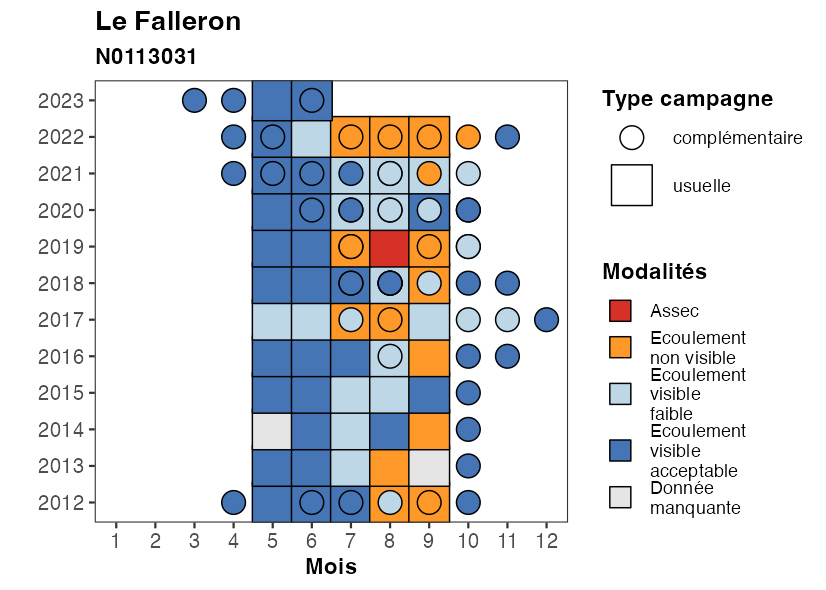 Le Falleron
N0113031
2023
2022
2021
2020
2019
2018
2017
2016
2015
2014
2013
2012
1 2 3 4 5 6 7 8 9 10 11 12
Mois
Type campagne
complémentaire
usuelle
Modalités
Assec
Ecoulement
non visible
Ecoulement
visible
faible
Ecoulement
visible
acceptable
Donnée
manquante